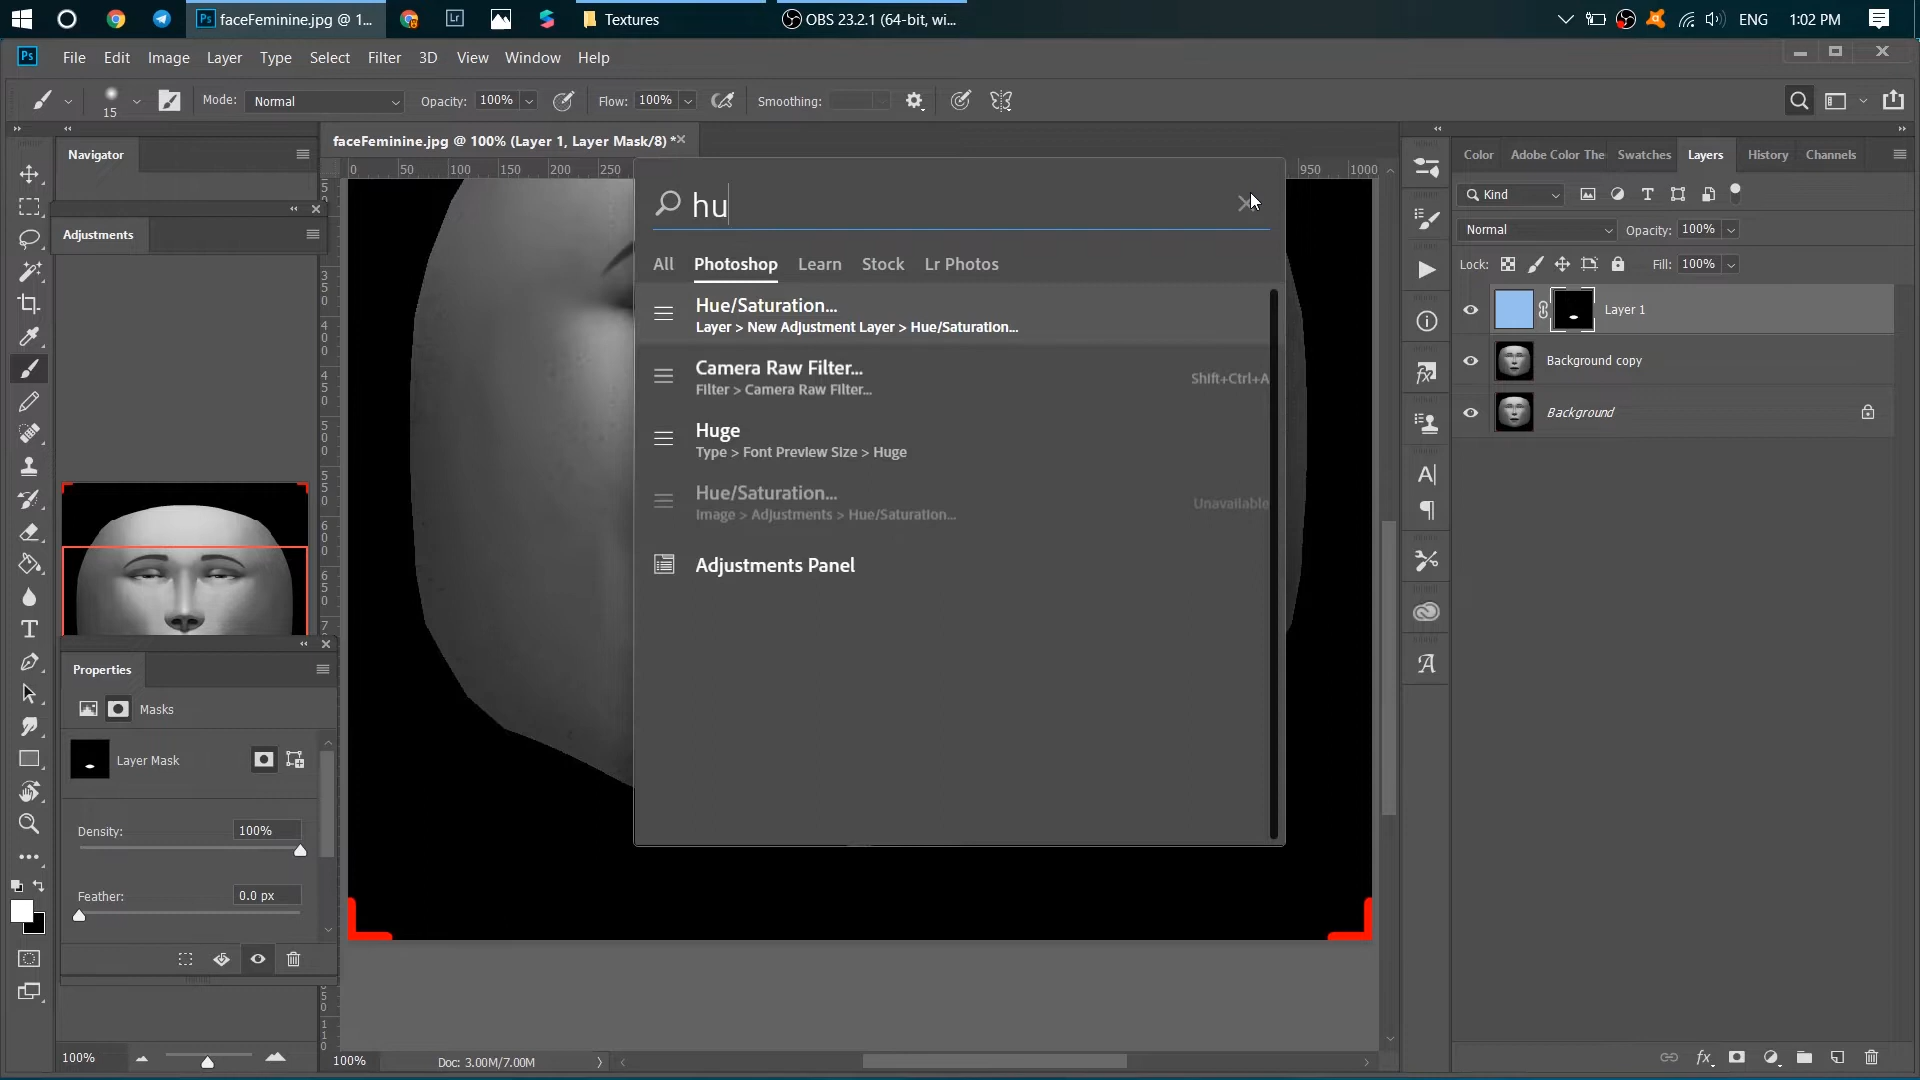 faceFeminine.jpg @ 1...
Lr
Textures
OBS 23.2.1 (64-bit, wi...
ENG
1:02 PM
Ps
File
Edit
Image
Layer
Type
Select
Filter
3D
View
Window
Help
15
Mode:
Normal
Opacity:
100%
Flow:
100%
Smoothing:
faceFeminine.jpg @ 100% (Layer 1, Layer Mask/8) *
Navigator
Adjustments
0
50
100
150
200
250
950
1000
hu
All
Photoshop
Learn
Stock
Lr Photos
Hue/Saturation...
Layer > New Adjustment Layer > Hue/Saturation...
Camera Raw Filter...
Filter > Camera Raw Filter...
Shift+Ctrl+A
Huge
Type > Font Preview Size > Huge
Hue/Saturation...
Image > Adjustments > Hue/Saturation...
Unavailable
Adjustments Panel
Properties
Masks
Layer Mask
Density:
100%
Feather:
0.0 px
100%
100%
Doc: 3.00M/7.00M
Color
Adobe Color The
Swatches
Layers
History
Channels
Kind
Normal
Opacity:
100%
Lock:
Fill:
100%
Layer 1
Background copy
Background
fx